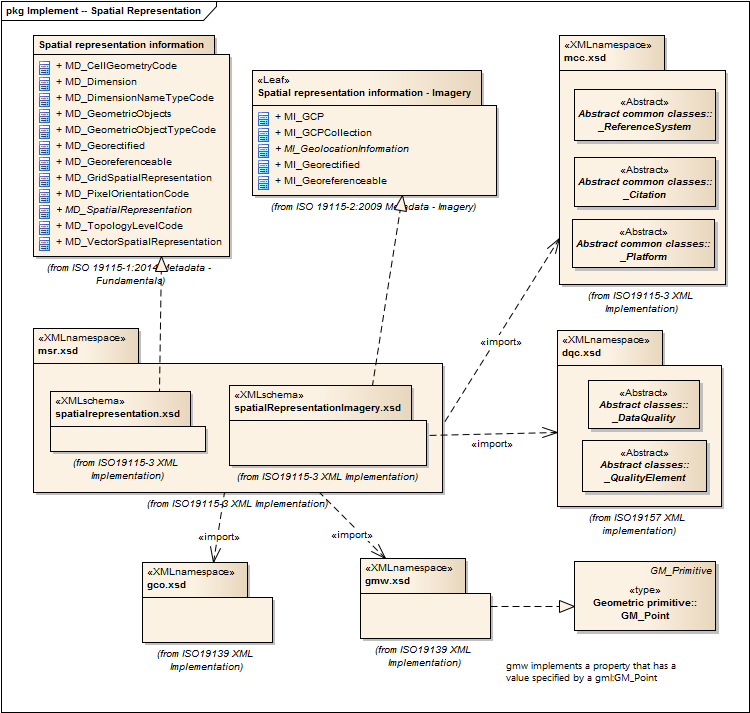 pkg Implement -- Spatial Representation
Spatial representation information
+ MD_CellGeometryCode
+ MD_Dimension
+ MD_DimensionNameTypeCode
+ MD_GeometricObjects
+ MD_GeometricObjectTypeCode
+ MD_Georectified
+ MD_Georeferenceable
+ MD_GridSpatialRepresentation
+ MD_PixelOrientationCode
+ MD_SpatialRepresentation
+ MD_TopologyLevelCode
+ MD_VectorSpatialRepresentation
(from ISO 19115-1:2014 Metadata -
Fundamentals)
«Leaf»
Spatial representation information - Imagery
+ MI_GCP
+ MI_GCPCollection
+ MI_GeolocationInformation
+ MI_Georectified
+ MI_Georeferenceable
(from ISO 19115-2:2009 Metadata - Imagery)
«XMLnamespace»
mcc.xsd
«Abstract»
Abstract common classes::
_ReferenceSystem
«Abstract»
Abstract common classes::
_Citation
«Abstract»
Abstract common classes::
_Platform
(from ISO19115-3 XML
Implementation)
«import»
«XMLnamespace»
msr.xsd
«XMLschema»
spatialrepresentation.xsd
(from ISO19115-3 XML
Implementation)
«XMLschema»
spatialRepresentationImagery.xsd
(from ISO19115-3 XML Implementation)
(from ISO19115-3 XML Implementation)
«import»
«XMLnamespace»
dqc.xsd
«Abstract»
Abstract classes::
_DataQuality
«Abstract»
Abstract classes::
_QualityElement
(from ISO19157 XML
implementation)
«import»
«import»
«XMLnamespace»
gco.xsd
(from ISO19139 XML
Implementation)
«XMLnamespace»
gmw.xsd
(from ISO19139 XML
Implementation)
GM_Primitive
«type»
Geometric primitive::
GM_Point
gmw implements a property that has a
value specified by a gml:GM_Point